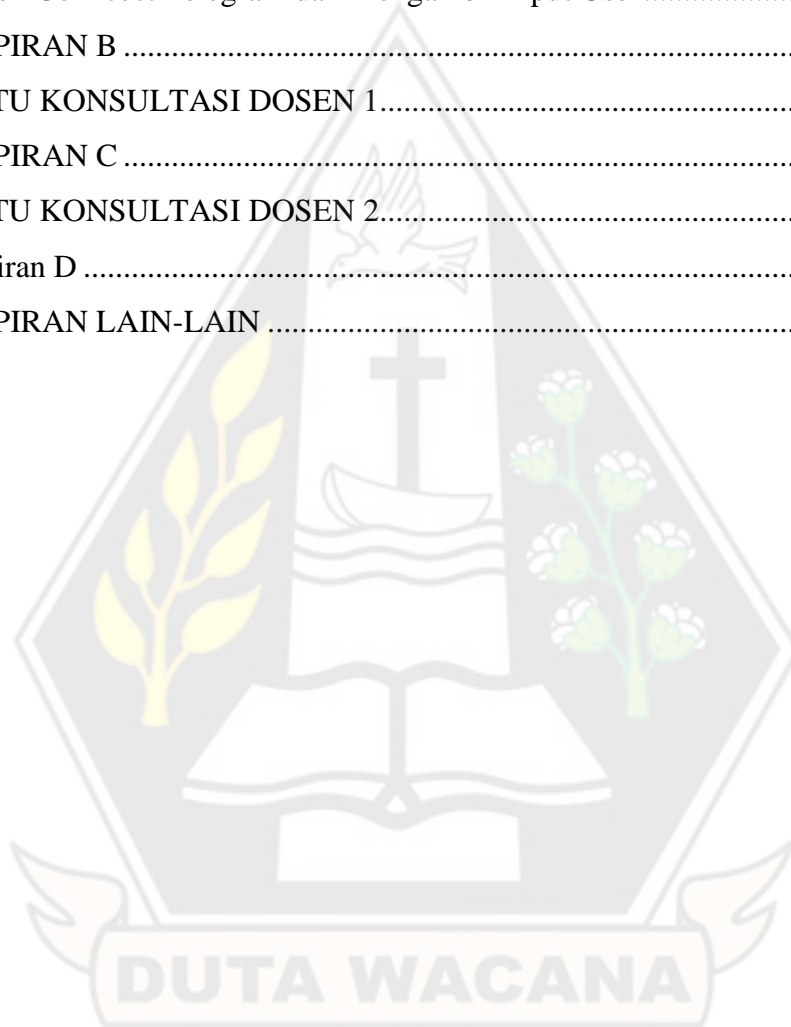 PIRAN B ....................................................................................................
TU KONSULTASI DOSEN 1..............................................................
PIRAN C ....................................................................................................
TU KONSULTASI DOSEN 2..............................................................
iran D ..........................................................................................................
PIRAN LAIN-LAIN ..............................................................................
DUTA WACANA